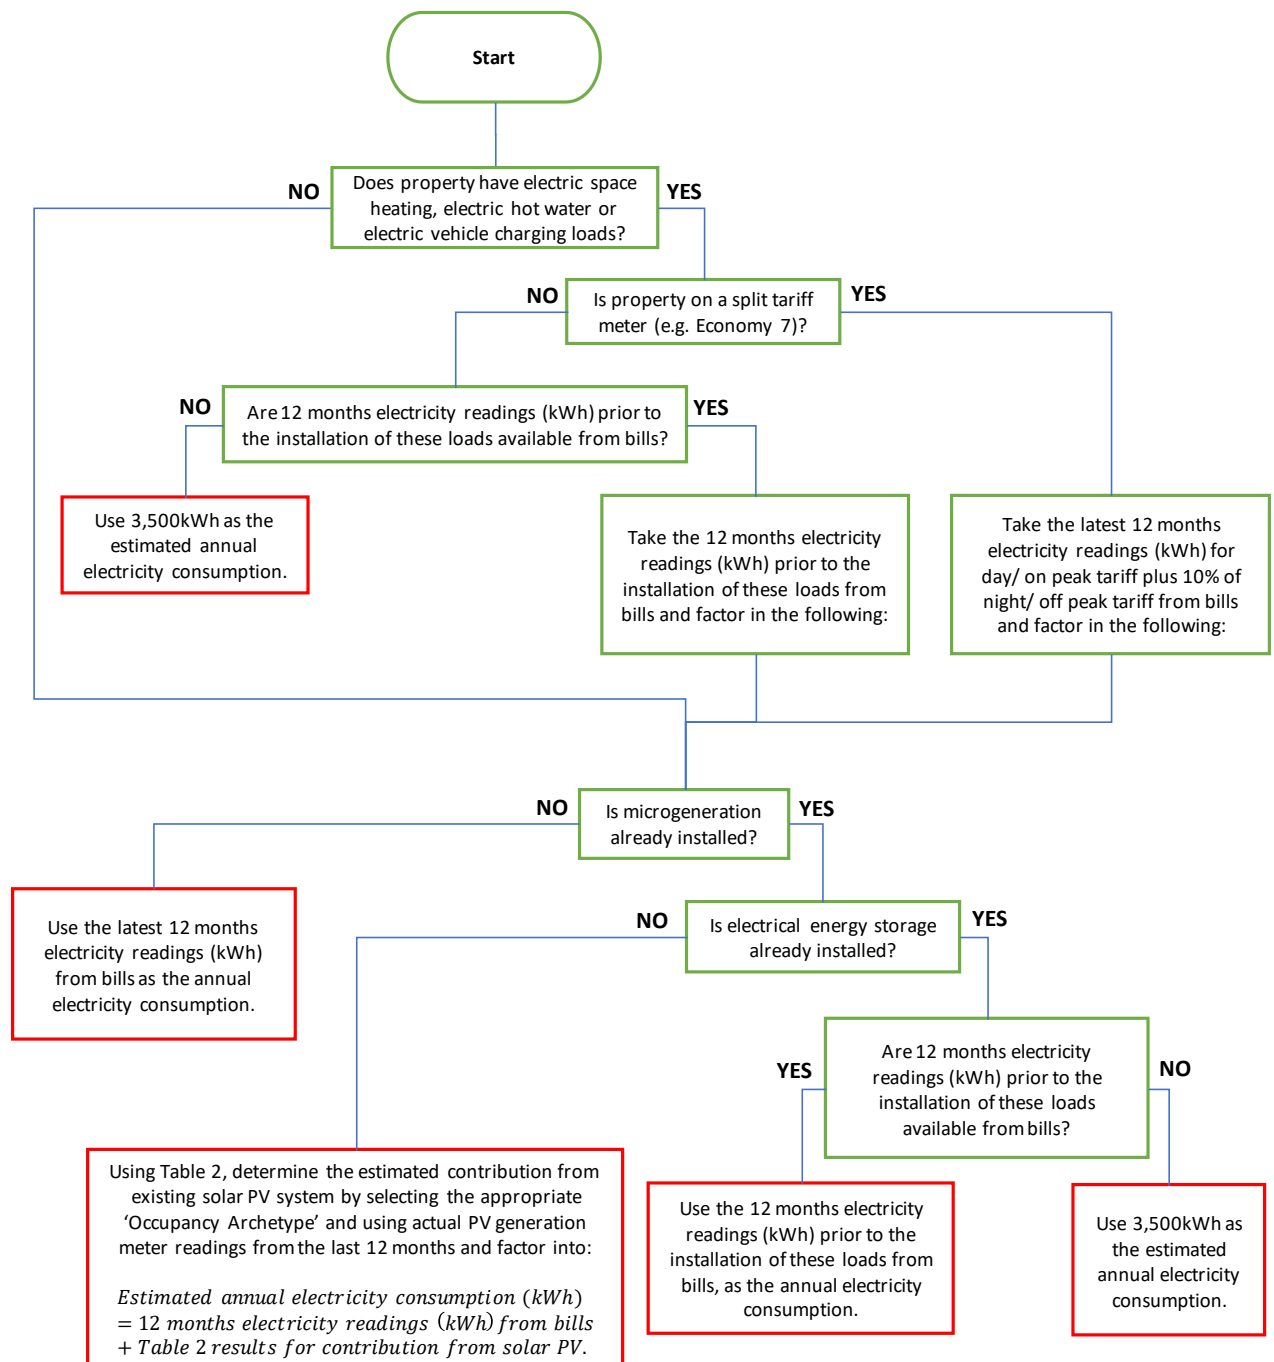 Start
NO
Does property have electric space
heating, electric hot water or
electric vehicle charging loads?
YES
NO
Is property on a split tariff
meter (e.g. Economy 7)?
YES
NO
Are 12 months electricity readings (kWh) prior to
the installation of these loads available from bills?
YES
Use 3,500kWh as the
estimated annual
electricity consumption.
Take the 12 months electricity
readings (kWh) prior to the
installation of these loads from
bills and factor in the following:
Take the latest 12 months
electricity readings (kWh) for
day/ on peak tariff plus 10% of
night/ off peak tariff from bills
and factor in the following:
NO
Is microgeneration
already installed?
YES
Use the latest 12 months
electricity readings (kWh)
from bills as the annual
electricity consumption.
NO
Is electrical energy storage
already installed?
YES
YES
Are 12 months electricity
readings (kWh) prior to the
installation of these loads
available from bills?
NO
Using Table 2, determine the estimated contribution from
existing solar PV system by selecting the appropriate
‘Occupancy Archetype’ and using actual PV generation
meter readings from the last 12 months and factor into:
Estimated annual electricity consumption (kWh)
= 12 months electricity readings (kWh) from bills
+ Table 2 results for contribution from solar PV.
Use the 12 months electricity
readings (kWh) prior to the
installation of these loads from
bills, as the annual electricity
consumption.
Use 3,500kWh as
the estimated
annual electricity
consumption.